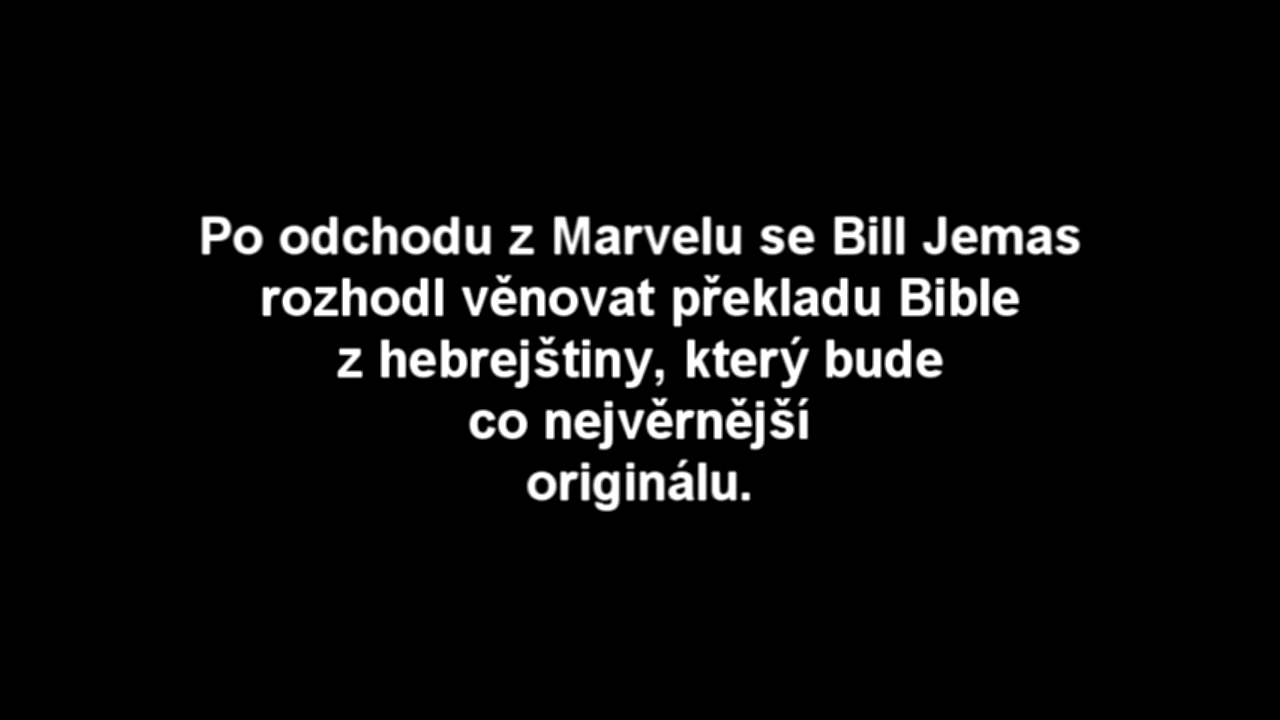 Po odchodu z Marvelu se Bill Jemas
rozhodl věnovat překladu Bible
z hebrejštiny, který bude
co nejvěrnější
originálu.